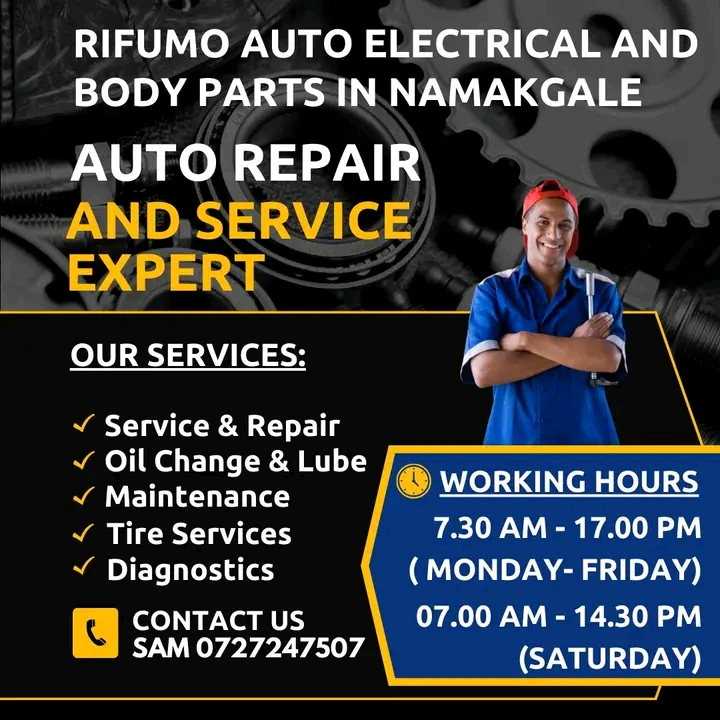 RIFUMO AUTO ELECTRICAL AND
BODY PARTS IN NAMAKGALE
AUTO REPAIR
AND SERVICE
EXPERT
OUR SERVICES:
✓ Service & Repair
✓ Oil Change & Lube
✓ Maintenance
✓ Tire Services
✓ Diagnostics
CONTACT US
SAM 0727247507
WORKING HOURS
7.30 AM - 17.00 PM
( MONDAY- FRIDAY)
07.00 AM - 14.30 PM
(SATURDAY)